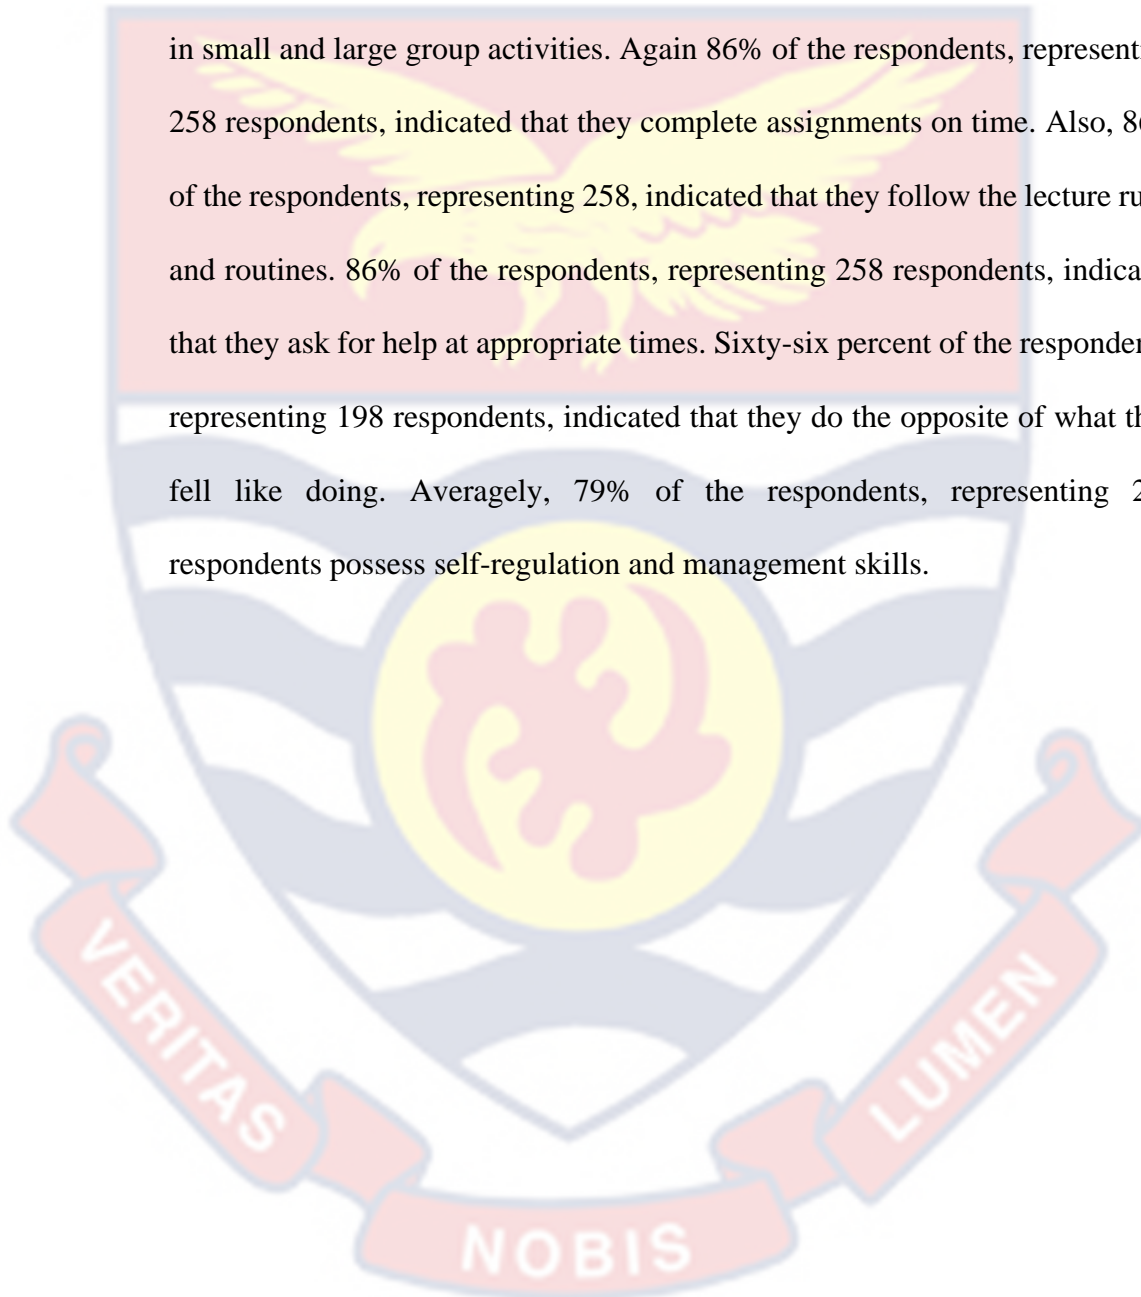 in small and large group activities. Again 86% of the respondents, representi
258 respondents, indicated that they complete assignments on time. Also, 8
of the respondents, representing 258, indicated that they follow the lecture ru
and routines. 86% of the respondents, representing 258 respondents, indica
that they ask for help at appropriate times. Sixty-six percent of the responden
representing 198 respondents, indicated that they do the opposite of what th
fell like doing. Averagely, 79% of the respondents, representing 2
respondents possess self-regulation and management skills.
VERITAS
NOBIS
LUMEN